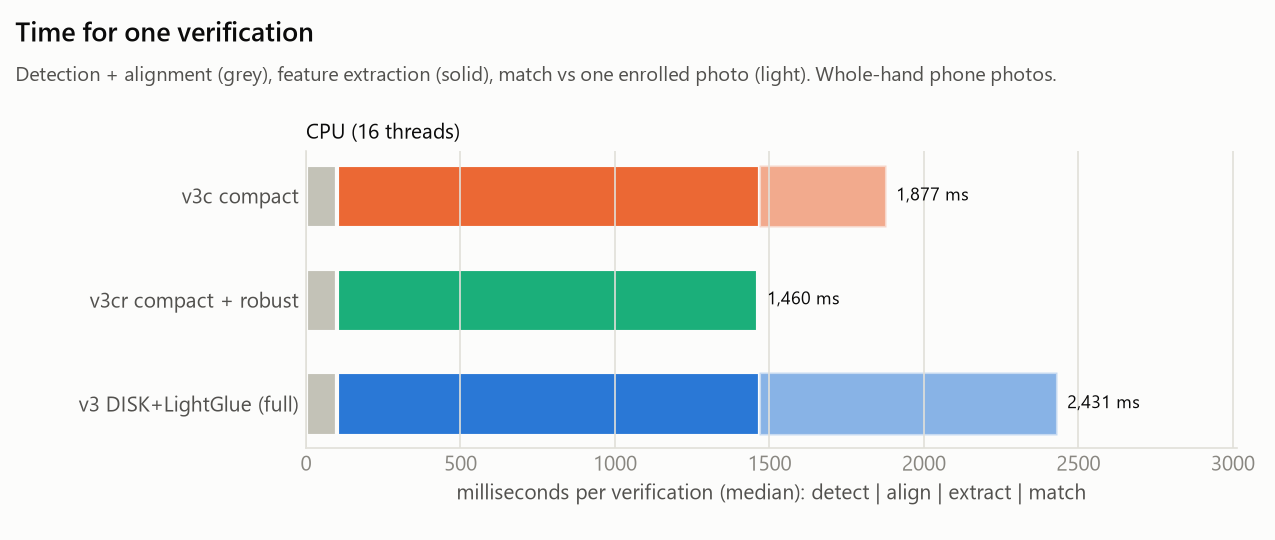 Time for one verification
Detection + alignment (grey), feature extraction (solid), match vs one enrolled photo (light). Whole-hand phone photos.
CPU (16 threads)
v3c compact
1,877 ms
v3cr compact + robust
1,460 ms
v3 DISK+LightGlue (full)
2,431 ms
0 500 1000 1500 2000 2500 3000
milliseconds per verification (median): detect | align | extract | match